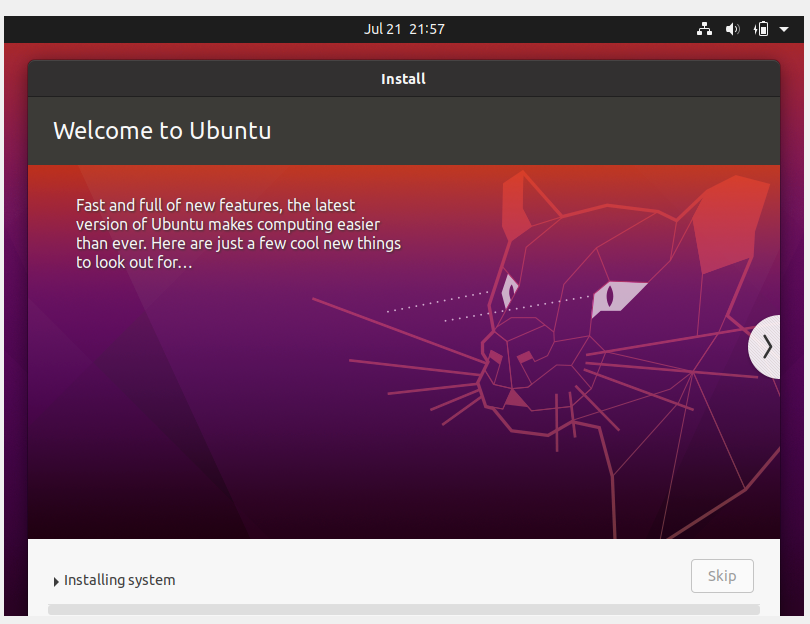 Jul 21 21:57
Install
Welcome to Ubuntu
Fast and full of new features, the latest
version of Ubuntu makes computing easier
than ever. Here are just a few cool new things
to look out for…
Installing system
Skip